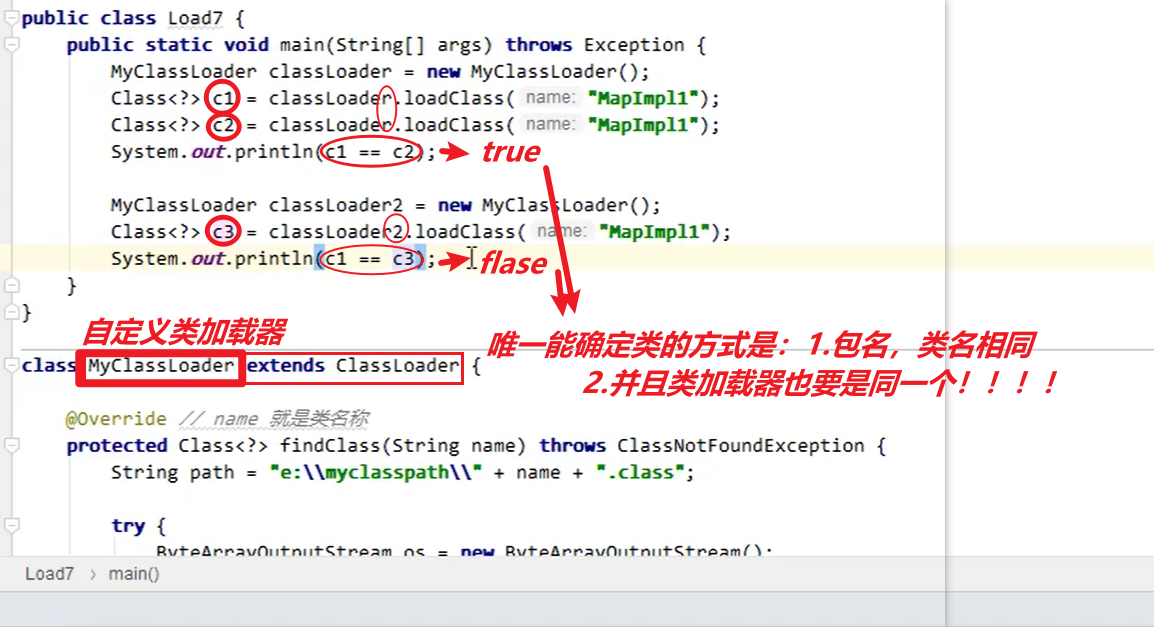 public class Load7 {
public static void main(String[] args) throws Exception {
MyClassLoader classLoader = new MyClassLoader();
Class<?> c1 = classLoader.loadClass( name: "MapImpl1");
Class<?> c2 = classLoader.loadClass( name: "MapImpl1");
System.out.println(c1 == c2); true
MyClassLoader classLoader2 = new MyClassLoader();
Class<?> c3 = classLoader2.loadClass( name: "MapImpl1");
System.out.println(c1 == c3); flase
}
}
自定义类加载器
唯一能确定类的方式是：1.包名，类名相同
class MyClassLoader extends ClassLoader {
2.并且类加载器也要是同一个！！！！
@Override // name 就是类名称
protected Class<?> findClass(String name) throws ClassNotFoundException {
String path = "e:\\myclasspath\\" + name + ".class";
try {
ByteArrayOutputStream os = new ByteArrayOutputStream();
Load7 › main()